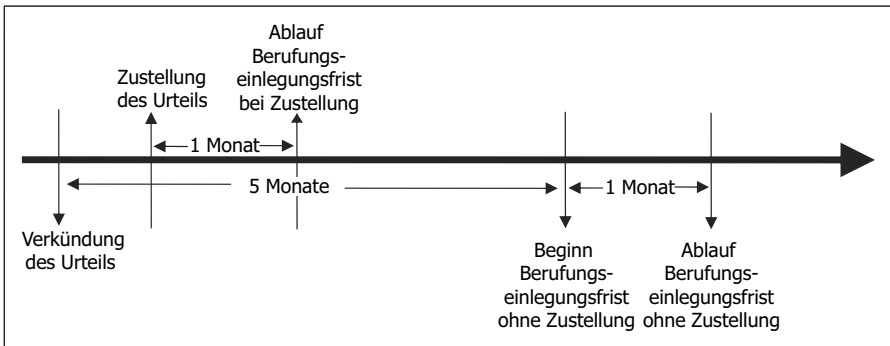 Ablauf
Berufungs-
einlegungsfrist
bei Zustellung
Zustellung
des Urteils
1 Monat
5 Monate
1 Monat
Verkündung
des Urteils
Beginn
Berufungs-
einlegungsfrist
ohne Zustellung
Ablauf
Berufungs-
einlegungsfrist
ohne Zustellung